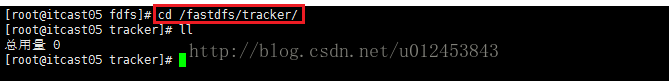 [root@itcast05 fdfs]# cd /fastdfs/tracker/
[root@itcast05 tracker]# ll
总用量 0
[root@itcast05 tracker]#
http://blog.csdn.net/u012453843